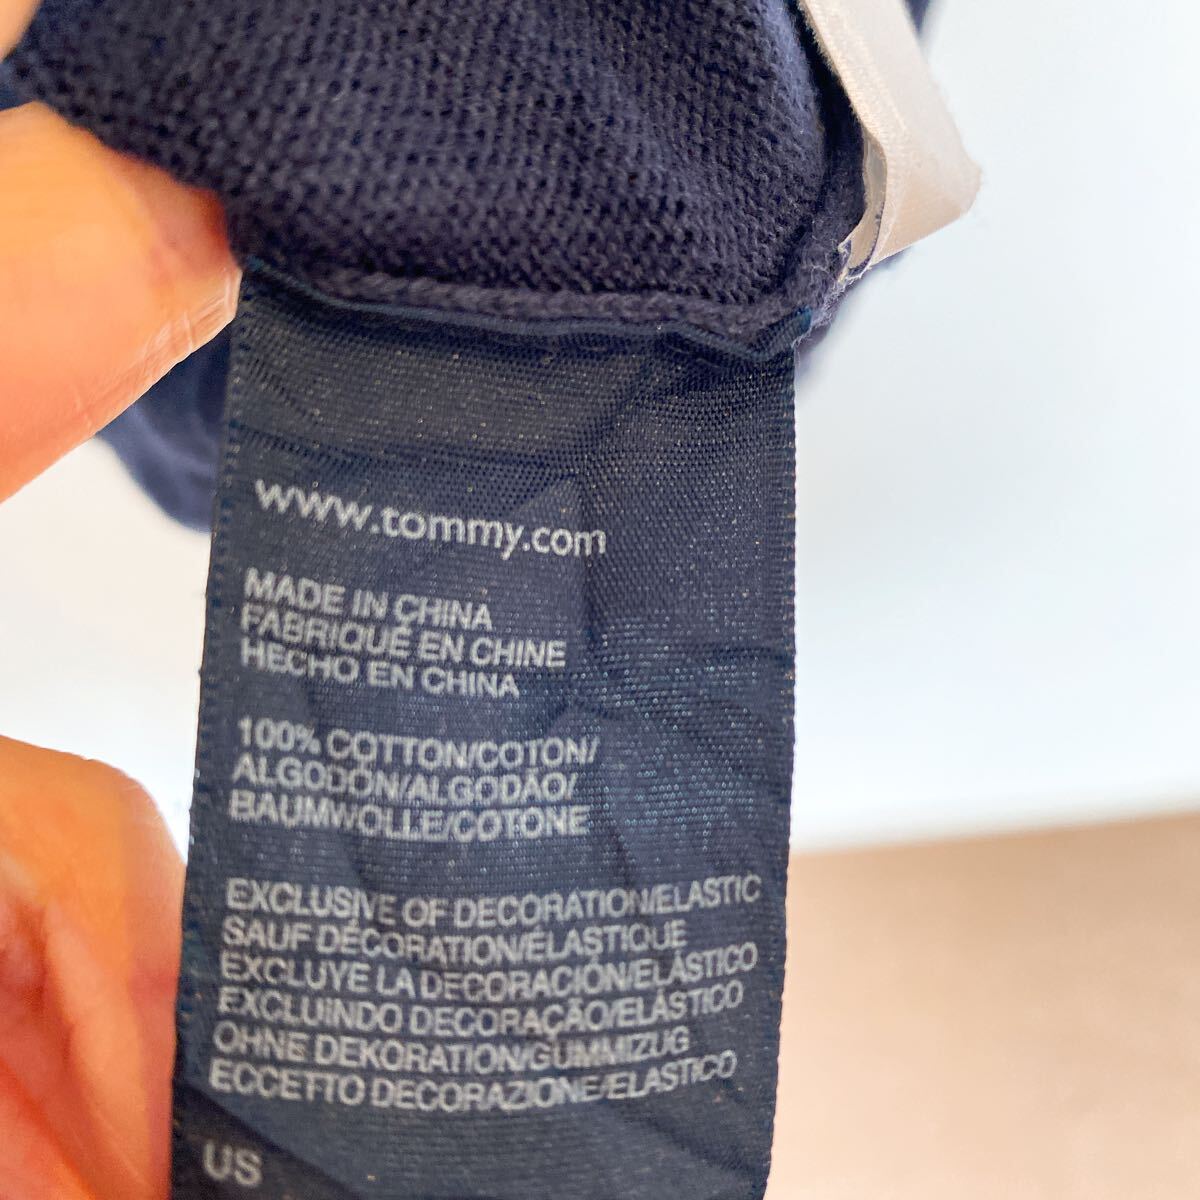 www.tommy.com
MADE IN CHINA
FABRIQUÉ EN CHINE
HECHO EN CHINA
100% COTTON/COTON/
ALGODÓN/ALGODÃO/
BAUMWOLLE/COTONE
EXCLUSIVE OF DECORATION/ELASTIC
SAUF DÉCORATION/ÉLASTIQUE
EXCLUYE LA DECORACIÓN/ELÁSTICO
EXCLUINDO DECORAÇÃO/ELÁSTICO
OHNE DEKORATION/GUMMIZUG
ECCETTO DECORAZIONE/ELASTICO
US